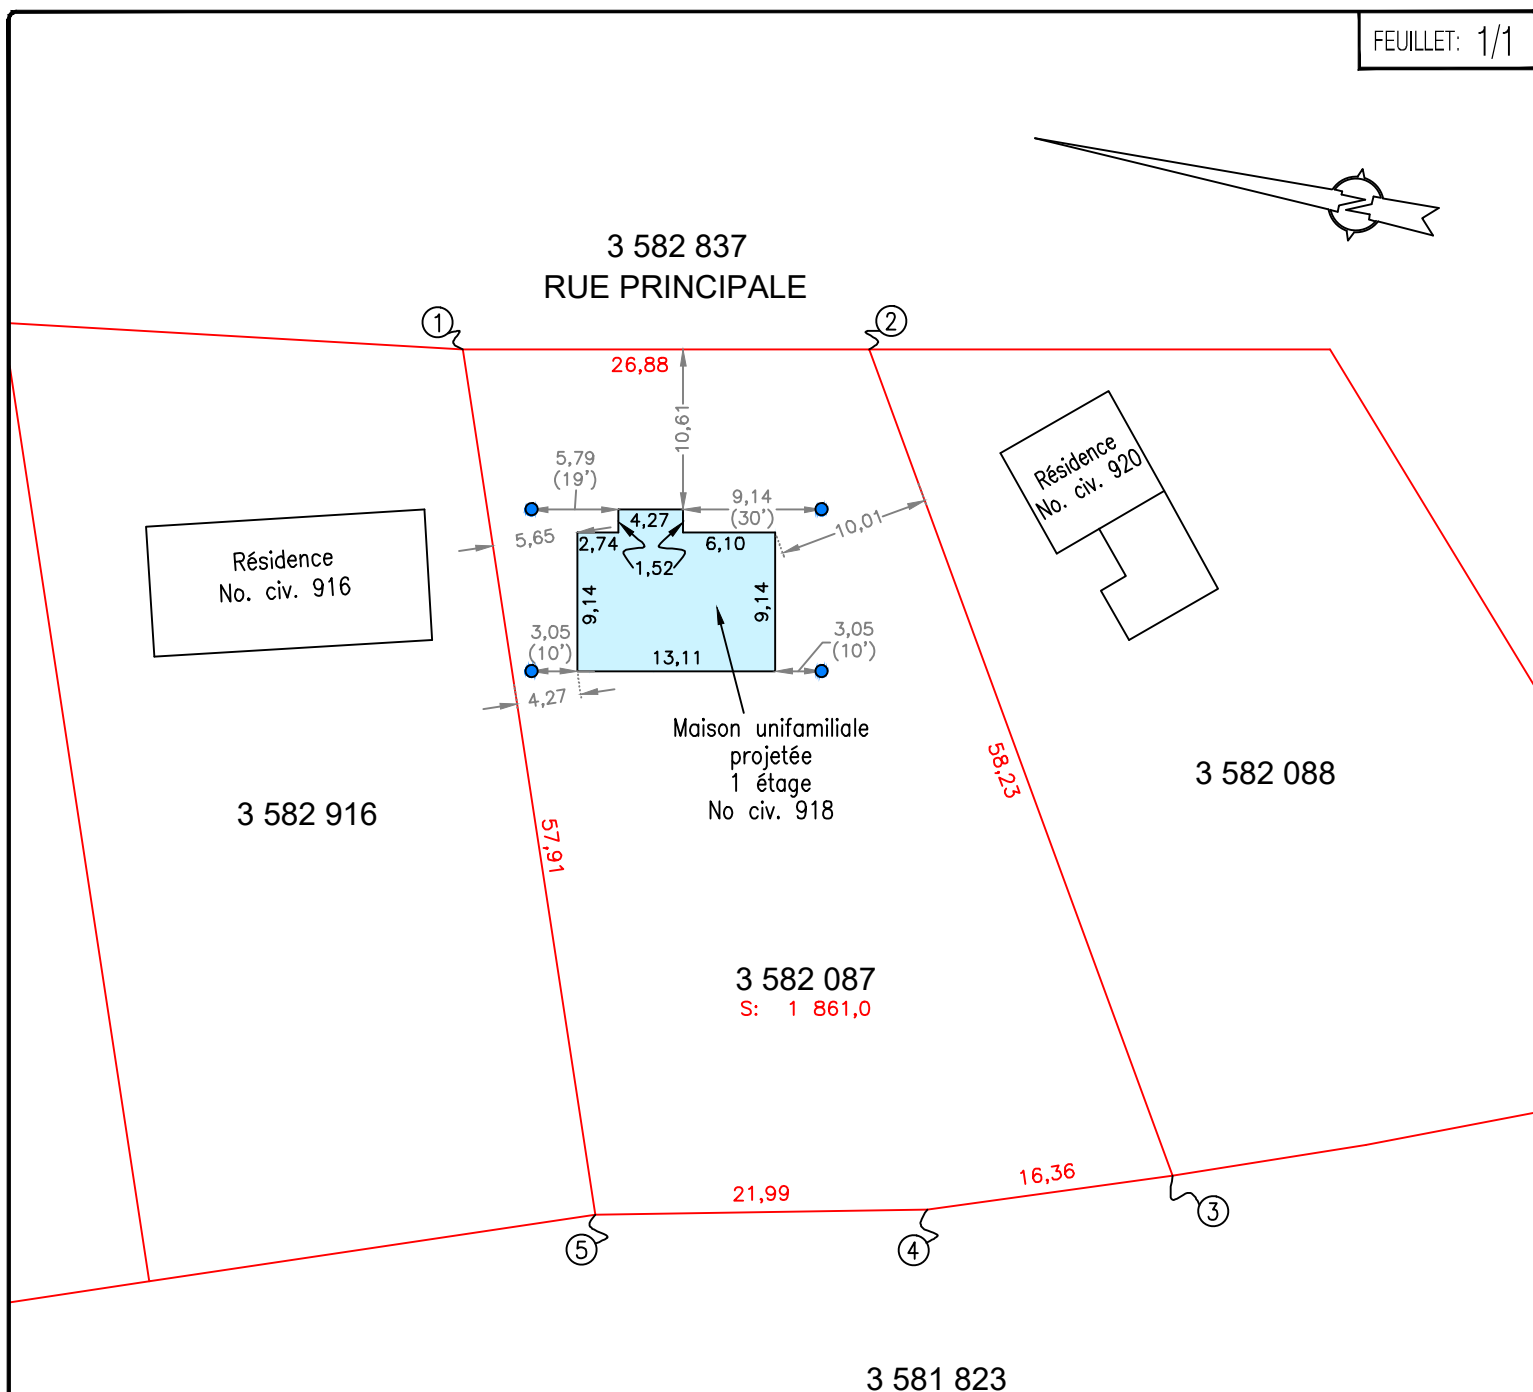 FEUILLET: 1/1
3 582 837
RUE PRINCIPALE
1
2
26,88
10,61
5,79
(19')
9,14
(30')
10,01
5,65
4,27
2,74
6,10
1,52
9,14
9,14
3,05
(10')
13,11
3,05
(10')
4,27
Résidence
No. civ. 916
Résidence
No. civ. 920
Maison unifamiliale
projetée
1 étage
No civ. 918
58,23
3 582 088
3 582 916
57,91
3 582 087
S: 1 861,0
16,36
21,99
3
5
4
3 581 823